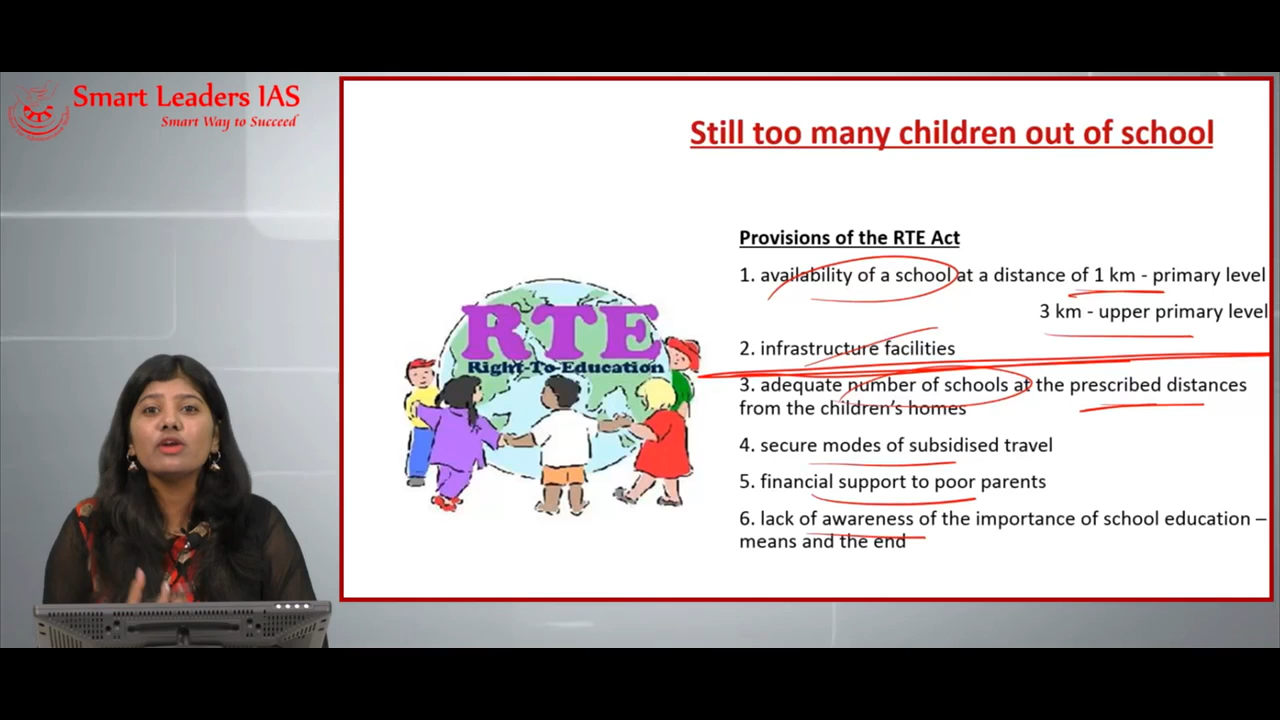 Smart Leaders IAS
Smart Way to Succeed
Still too many children out of school
Provisions of the RTE Act
1. availability of a school at a distance of 1 km - primary level
3 km - upper primary level
2. infrastructure facilities
3. adequate number of schools at the prescribed distances
from the children's homes
4. secure modes of subsidised travel
5. financial support to poor parents
6. lack of awareness of the importance of school education –
means and the end
RTE
Right-To-Education